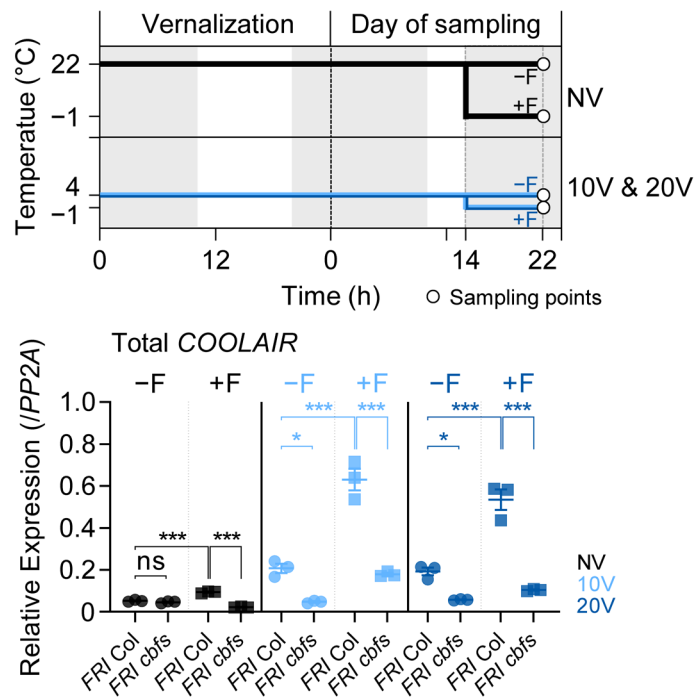 Vernalization
Day of sampling
Temperatue (°C)
22
−1
4
−1
−F
+F
NV
−F
+F
10V & 20V
0
12
0
14
22
Time (h)
Sampling points
Total COOLAIR
Relative Expression (/PP2A)
−F
+F
−F
+F
−F
+F
1.0
0.8
0.6
0.4
0.2
0
***
***
ns
***
***
*
***
***
*
NV
10V
20V
FRI Col
FRI cbfs
FRI Col
FRI cbfs
FRI Col
FRI cbfs
FRI Col
FRI cbfs
FRI Col
FRI cbfs
FRI Col
FRI cbfs